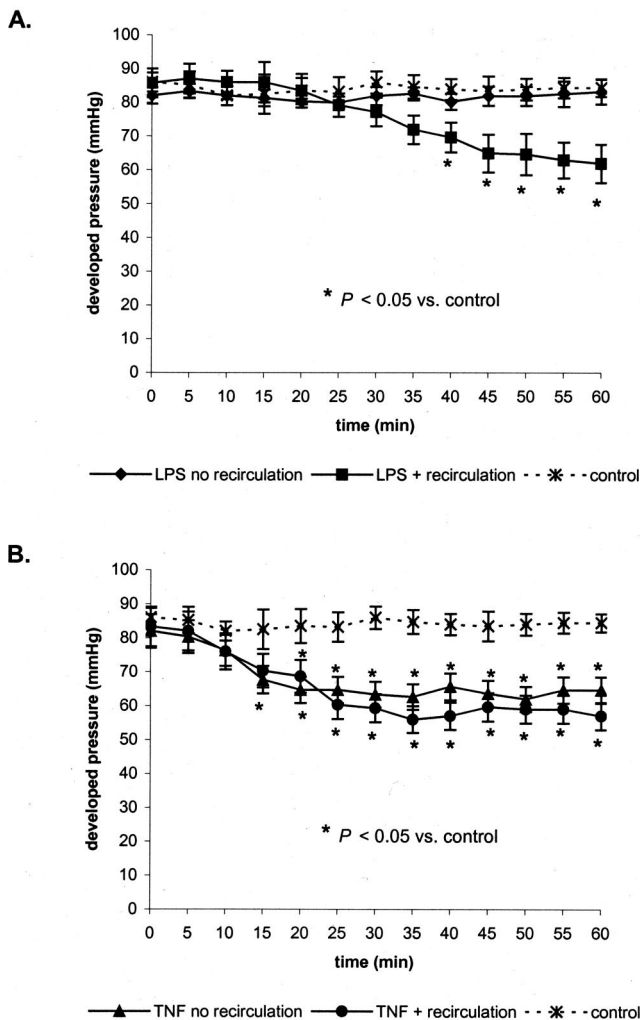 A.
100
90
80
70
60
50
40
30
20
10
0
developed pressure (mmHg)
* * * * *
* P < 0.05 vs. control
0 5 10 15 20 25 30 35 40 45 50 55 60
time (min)
LPS no recirculation LPS + recirculation control
B.
100
90
80
70
60
50
40
30
20
10
0
developed pressure (mmHg)
* * * * * * * * *
* * * * * * * * * *
* P < 0.05 vs. control
0 5 10 15 20 25 30 35 40 45 50 55 60
time (min)
TNF no recirculation TNF + recirculation control